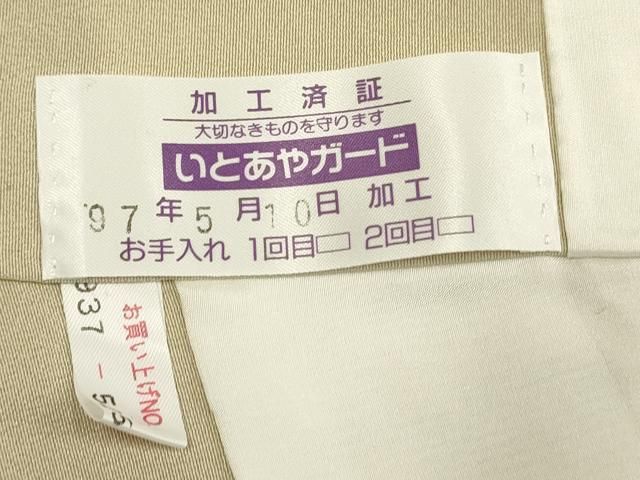 加工済証
大切なきものを守ります
いとあやガード
'97年5月10日 加工
お手入れ 1回目□ 2回目□
お買い上げNO
937-56